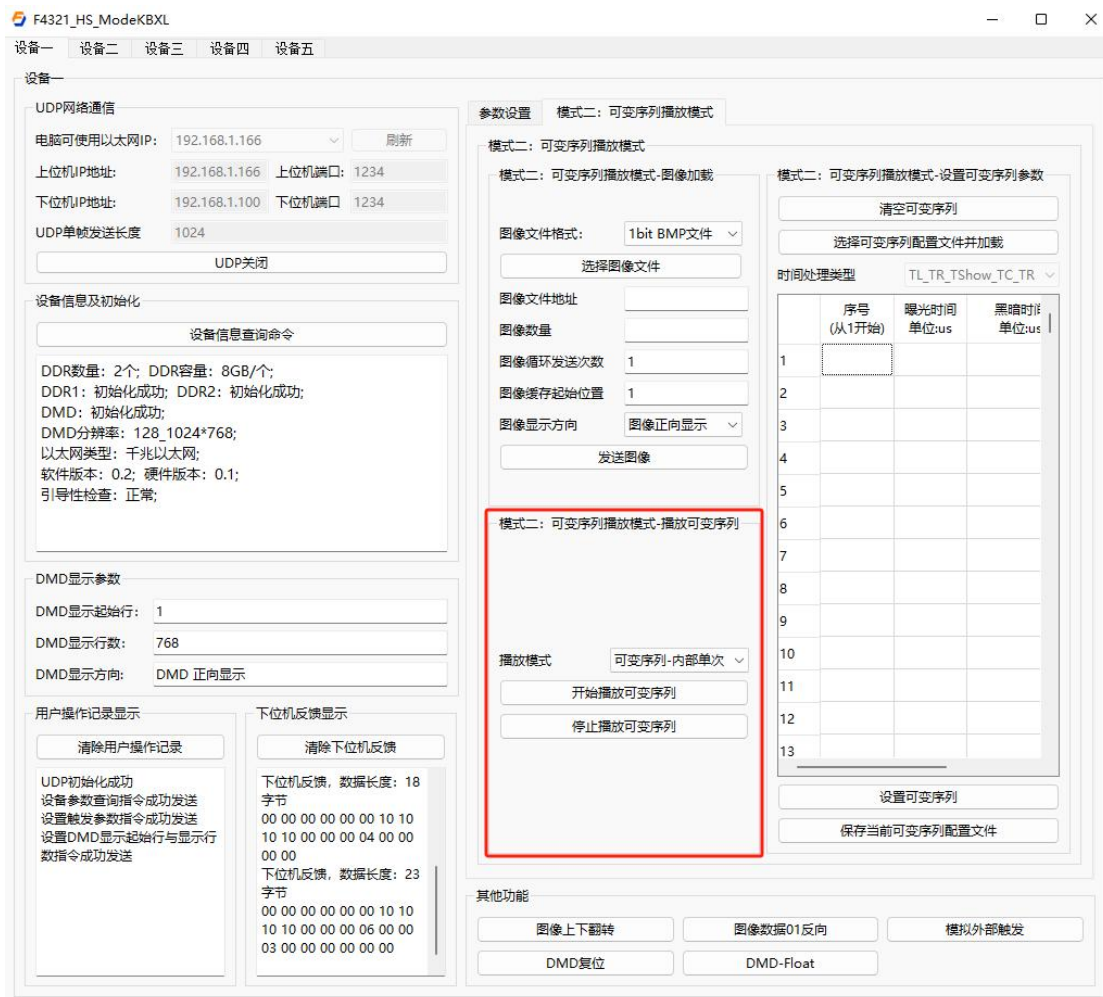 F4321_HS_ModeKBXL
设备一 设备二 设备三 设备四 设备五
设备一
UDP网络通信
电脑可使用以太网IP: 192.168.1.166 刷新
上位机IP地址: 192.168.1.166 上位机端口: 1234
下位机IP地址: 192.168.1.100 下位机端口 1234
UDP单帧发送长度 1024
UDP关闭
设备信息及初始化
设备信息查询命令
DDR数量：2个; DDR容量：8GB/个;
DDR1：初始化成功; DDR2：初始化成功;
DMD：初始化成功;
DMD分辨率：128_1024*768;
以太网类型：千兆以太网;
软件版本：0.2; 硬件版本：0.1;
引导性检查：正常;
DMD显示参数
DMD显示起始行: 1
DMD显示行数: 768
DMD显示方向: DMD 正向显示
用户操作记录显示
清除用户操作记录
UDP初始化成功
设备参数查询指令成功发送
设置触发参数指令成功发送
设置DMD显示起始行与显示行
数指令成功发送
下位机反馈显示
清除下位机反馈
下位机反馈，数据长度：18
字节
00 00 00 00 00 00 10 10
10 10 00 00 00 04 00 00
00 00
下位机反馈，数据长度：23
字节
00 00 00 00 00 00 10 10
10 10 00 00 00 06 00 00
03 00 00 00 00 00 00
参数设置 模式二：可变序列播放模式
模式二：可变序列播放模式
模式二：可变序列播放模式-图像加载
图像文件格式: 1bit BMP文件
选择图像文件
图像文件地址
图像数量
图像循环发送次数 1
图像缓存起始位置 1
图像显示方向 图像正向显示
发送图像
模式二：可变序列播放模式-播放可变序列
播放模式 可变序列-内部单次
开始播放可变序列
停止播放可变序列
模式二：可变序列播放模式-设置可变序列参数
清空可变序列
选择可变序列配置文件并加载
时间处理类型 TL_TR_TShow_TC_TR
序号 曝光时间 黑暗时
(从1开始) 单位:us 单位:us
1
2
3
4
5
6
7
8
9
10
11
12
13
设置可变序列
保存当前可变序列配置文件
其他功能
图像上下翻转 图像数据01反向 模拟外部触发
DMD复位 DMD-Float